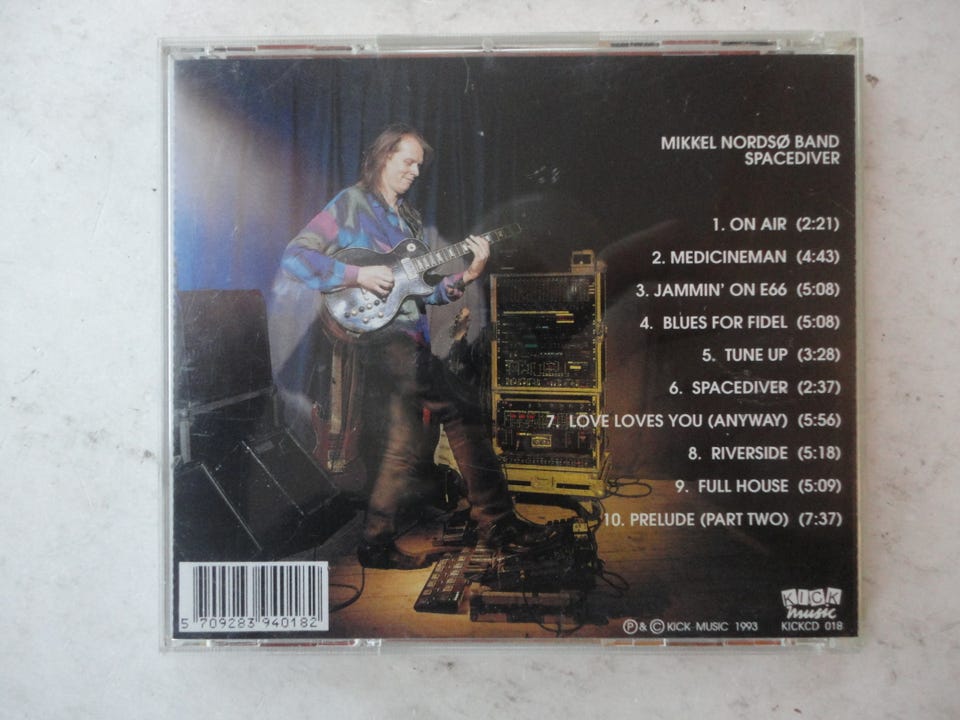 MIKKEL NORDSØ BAND
SPACEDIVER
1. ON AIR (2:21)
2. MEDICINEMAN (4:43)
3. JAMMIN' ON E66 (5:08)
4. BLUES FOR FIDEL (5:08)
5. TUNE UP (3:28)
6. SPACEDIVER (2:37)
7. LOVE LOVES YOU (ANYWAY) (5:56)
8. RIVERSIDE (5:18)
9. FULL HOUSE (5:09)
10. PRELUDE (PART TWO) (7:37)
5 709283 940182
KICK
music
Ⓟ & © KICK MUSIC 1993 KICKCD 018